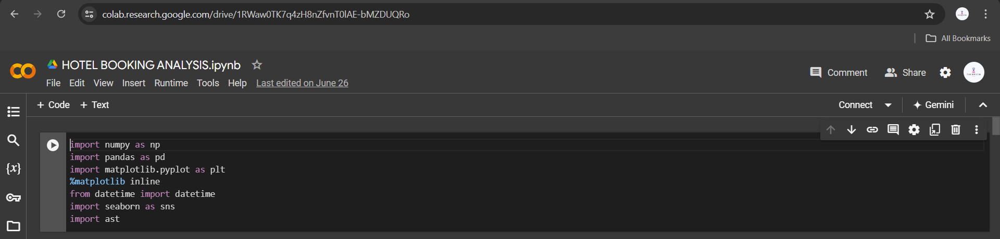 colab.research.google.com/drive/1RWaw0TK7q4zH8nZfvnT0lAE-bMZDUQRo
All Bookmarks
HOTEL BOOKING ANALYSIS.ipynb
Comment
Share
File Edit View Insert Runtime Tools Help Last edited on June 26
+ Code + Text
Connect
Gemini
{x}
import numpy as np
import pandas as pd
import matplotlib.pyplot as plt
%matplotlib inline
from datetime import datetime
import seaborn as sns
import ast